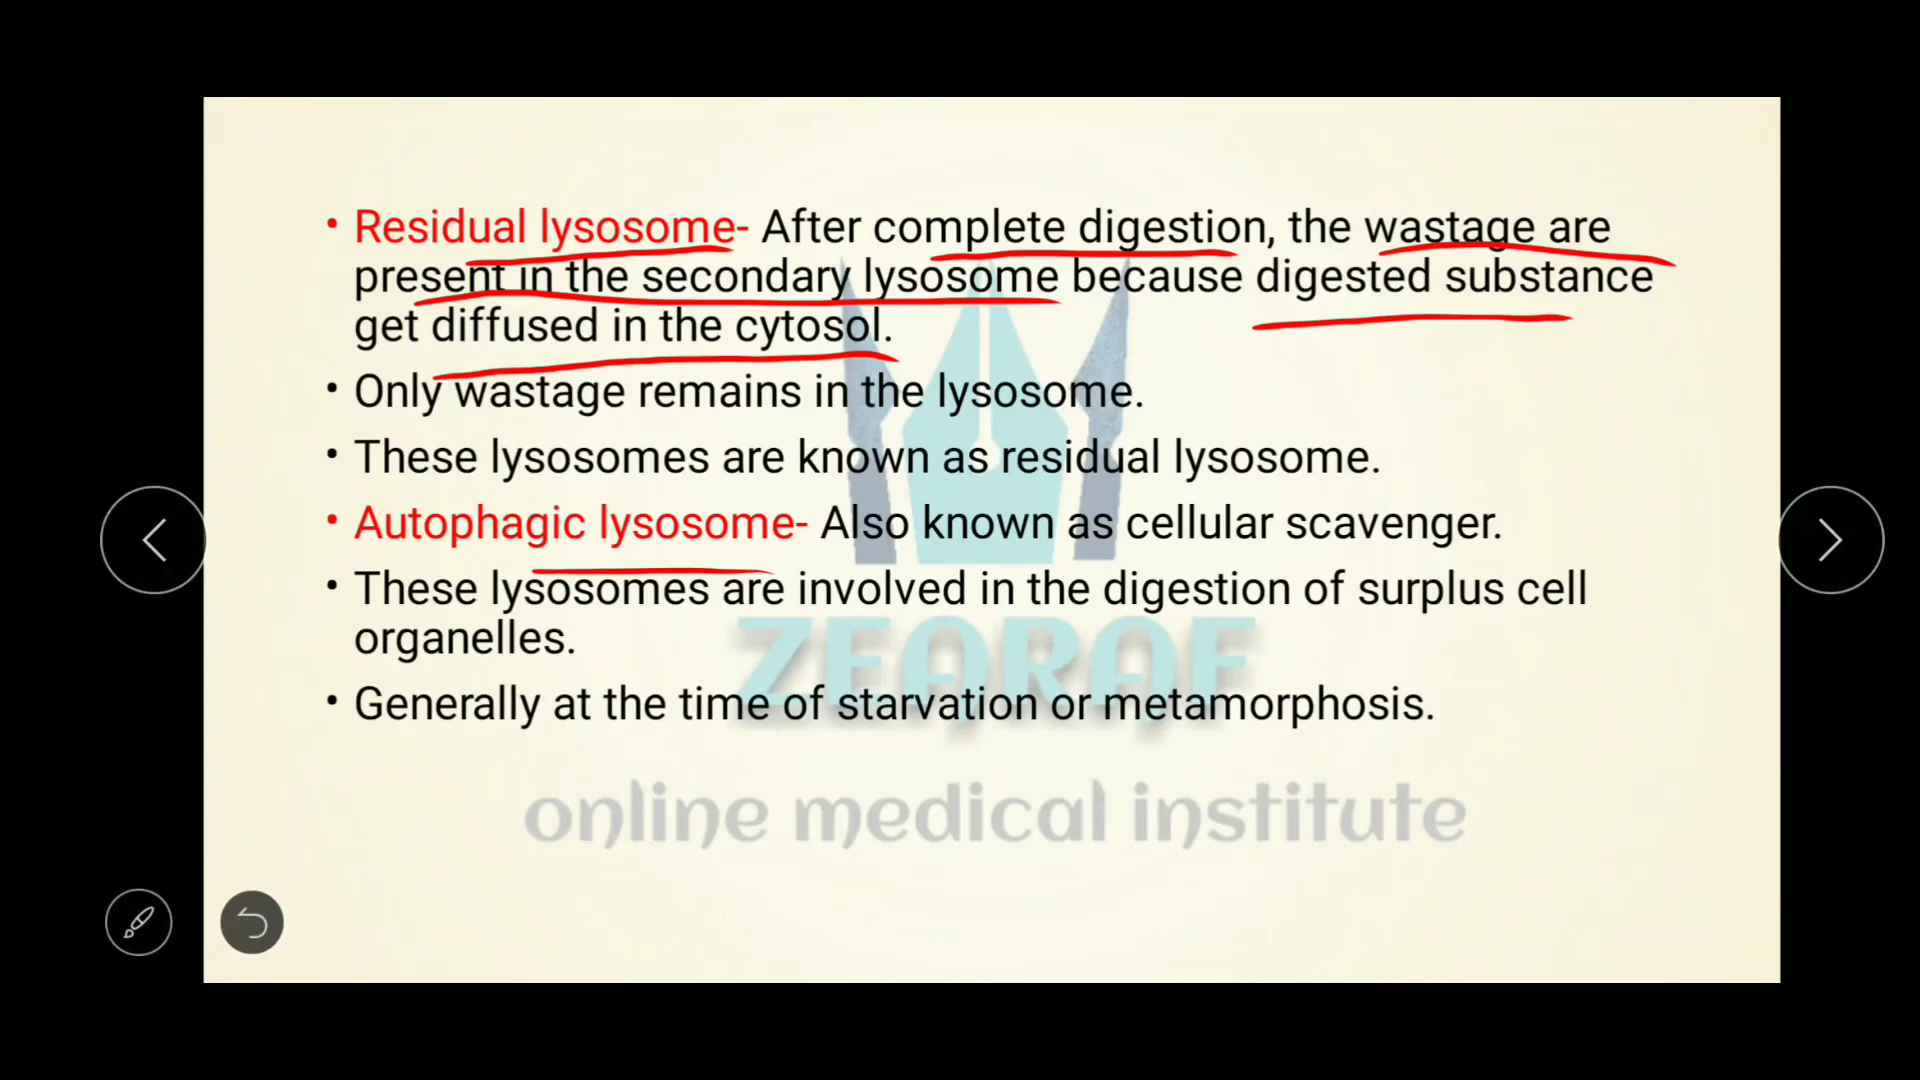 • Residual lysosome- After complete digestion, the wastage are
present in the secondary lysosome because digested substance
get diffused in the cytosol.
• Only wastage remains in the lysosome.
• These lysosomes are known as residual lysosome.
• Autophagic lysosome- Also known as cellular scavenger.
• These lysosomes are involved in the digestion of surplus cell
organelles.
• Generally at the time of starvation or metamorphosis.
ZEARAF
online medical institute